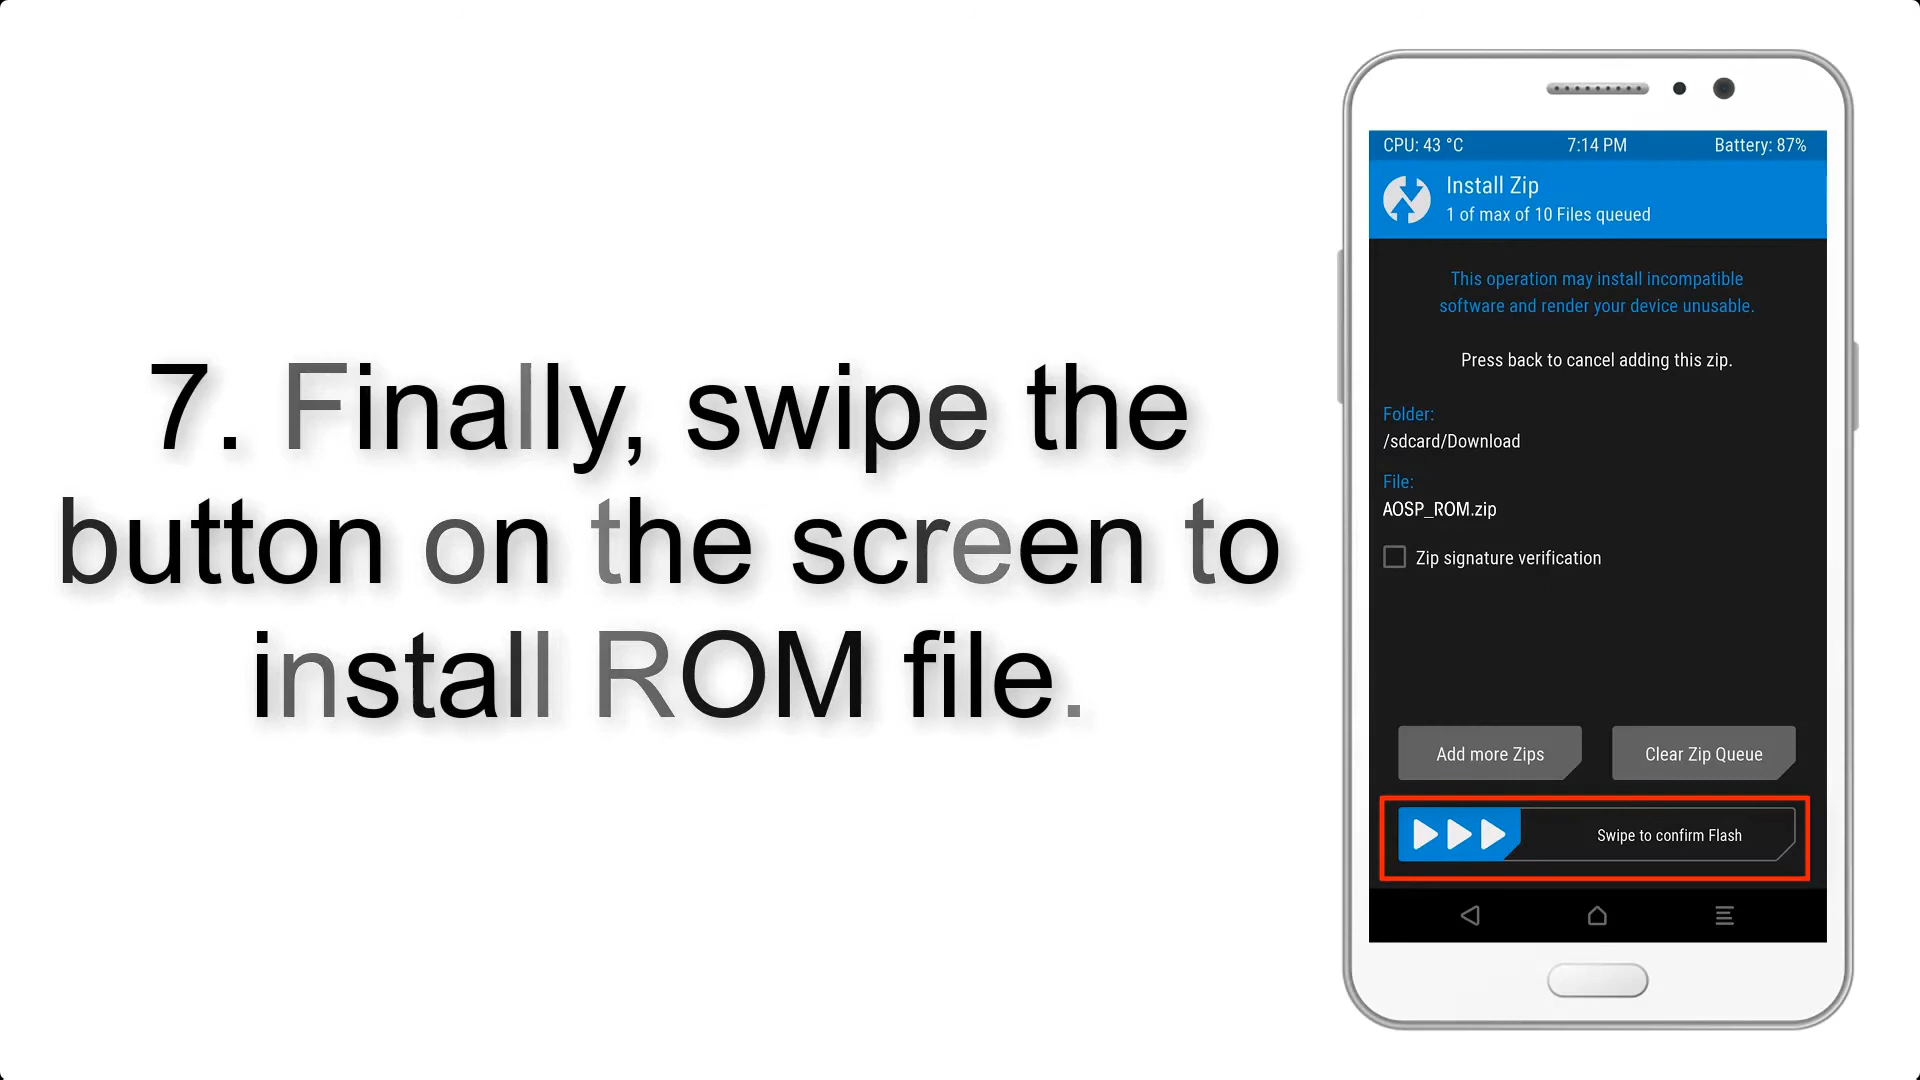 7. Finally, swipe the
button on the screen to
install ROM file.
CPU: 43 °C 7:14 PM Battery: 87%
Install Zip
1 of max of 10 Files queued
This operation may install incompatible
software and render your device unusable.
Press back to cancel adding this zip.
Folder:
/sdcard/Download
File:
AOSP_ROM.zip
Zip signature verification
Add more Zips Clear Zip Queue
Swipe to confirm Flash